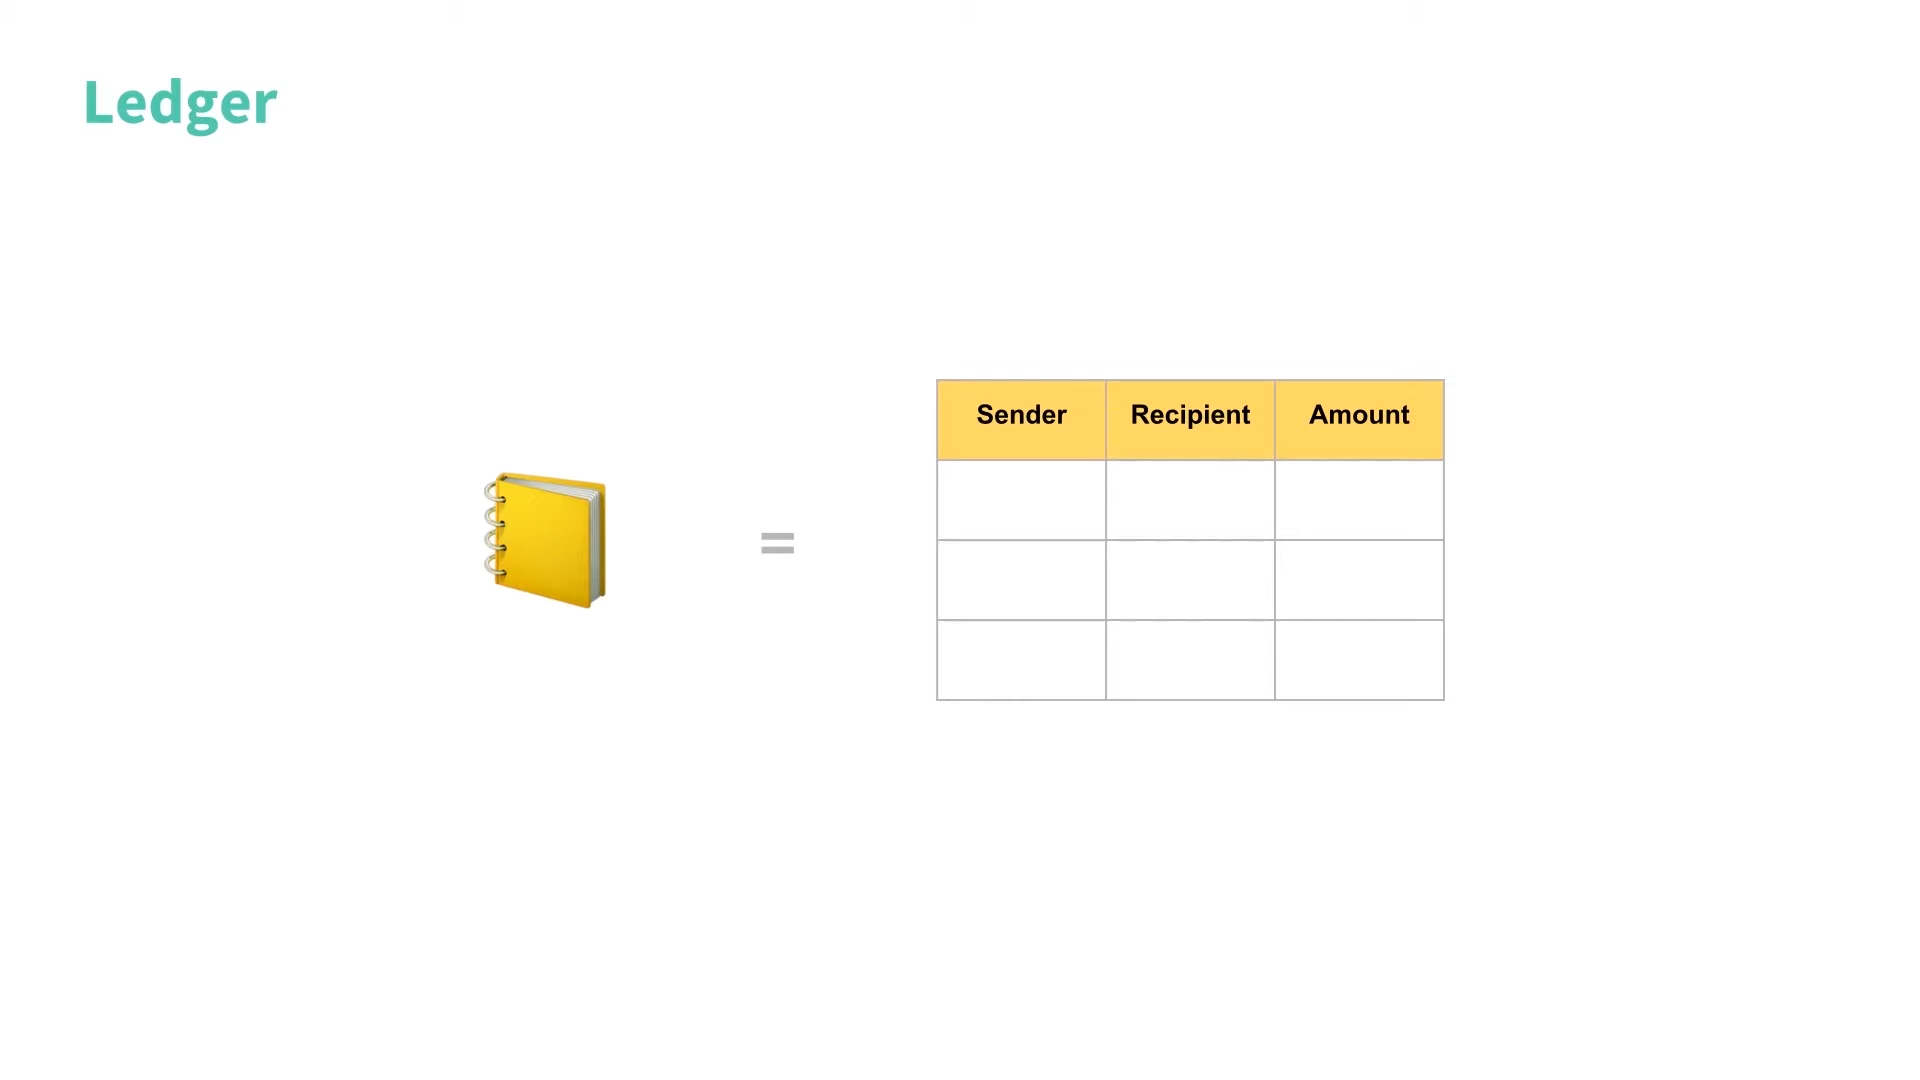 Ledger
=
Sender Recipient Amount